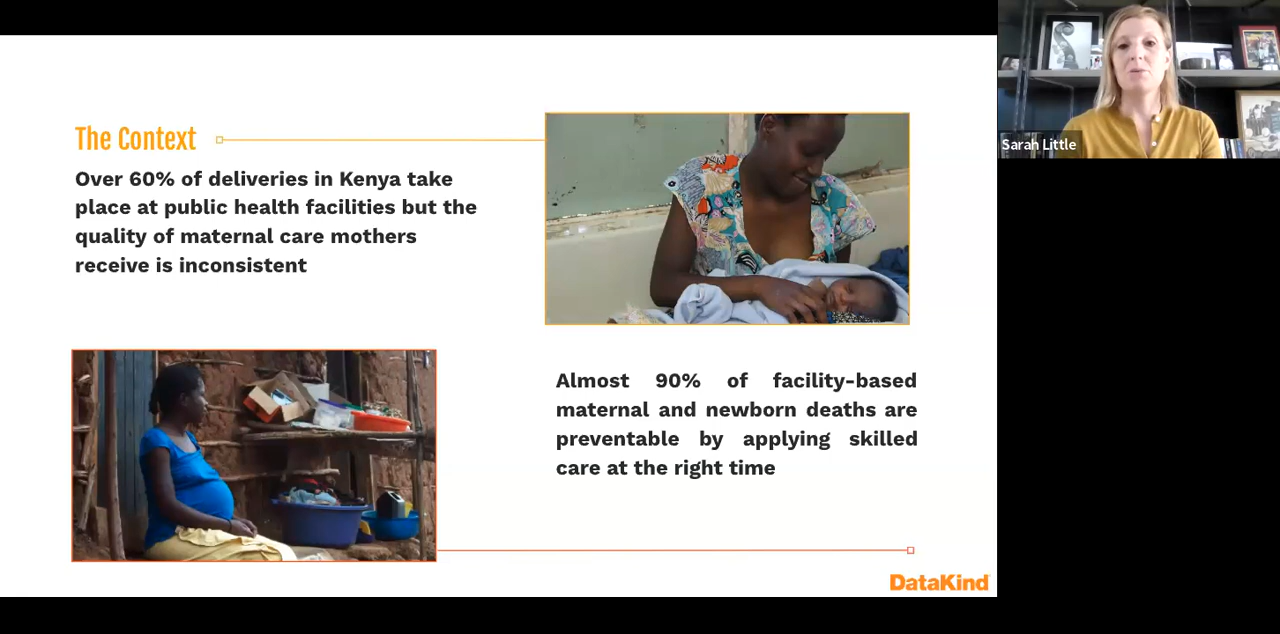 The Context
Over 60% of deliveries in Kenya take
place at public health facilities but the
quality of maternal care mothers
receive is inconsistent
Almost 90% of facility-based
maternal and newborn deaths are
preventable by applying skilled
care at the right time
DataKind
Sarah Little